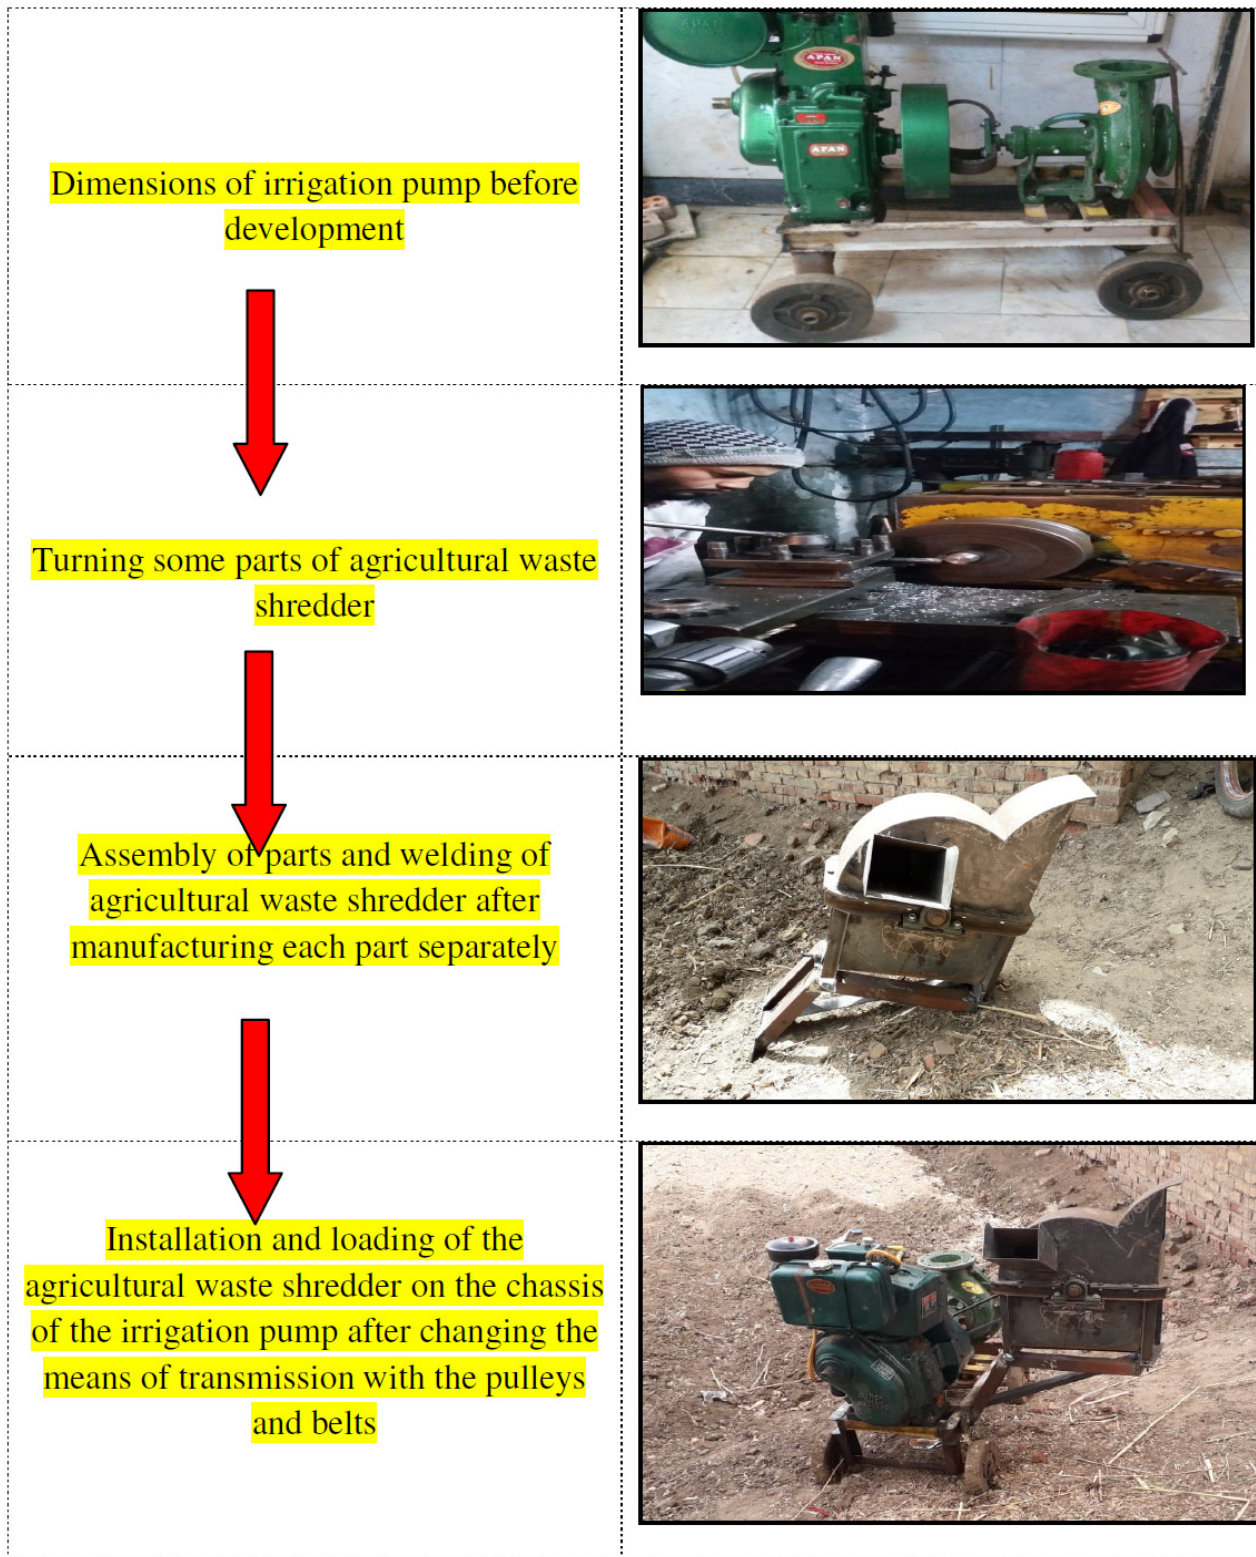 Dimensions of irrigation pump before
development
APAN
APAN
APAN
Turning some parts of agricultural waste
shredder
Assembly of parts and welding of
agricultural waste shredder after
manufacturing each part separately
Installation and loading of the
agricultural waste shredder on the chassis
of the irrigation pump after changing the
means of transmission with the pulleys
and belts